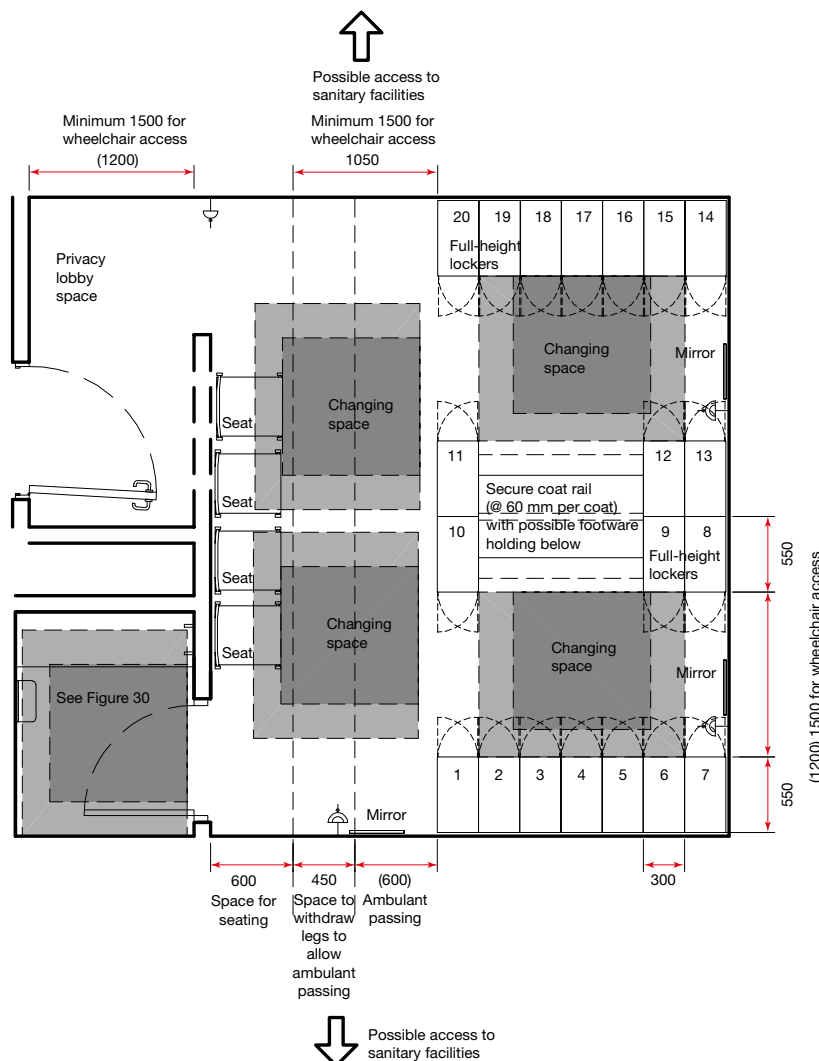 Possible access to
sanitary facilities
Minimum 1500 for
wheelchair access
(1200)
Minimum 1500 for
wheelchair access
1050
Privacy
lobby
space
20 19 18 17 16 15 14
Full-height
lockers
Changing
space
Mirror
Seat
Changing
space
Seat
11
12 13
Secure coat rail
(@ 60 mm per coat)
with possible footware
holding below
10
9 8
Full-height
lockers
550
Seat
Changing
space
Seat
Changing
space
Mirror
(1200) 1500 for wheelchair access
See Figure 30
1 2 3 4 5 6 7
550
Mirror
600
Space for
seating
450
Space to
withdraw
legs to
allow
ambulant
passing
(600)
Ambulant
passing
300
Possible access to
sanitary facilities